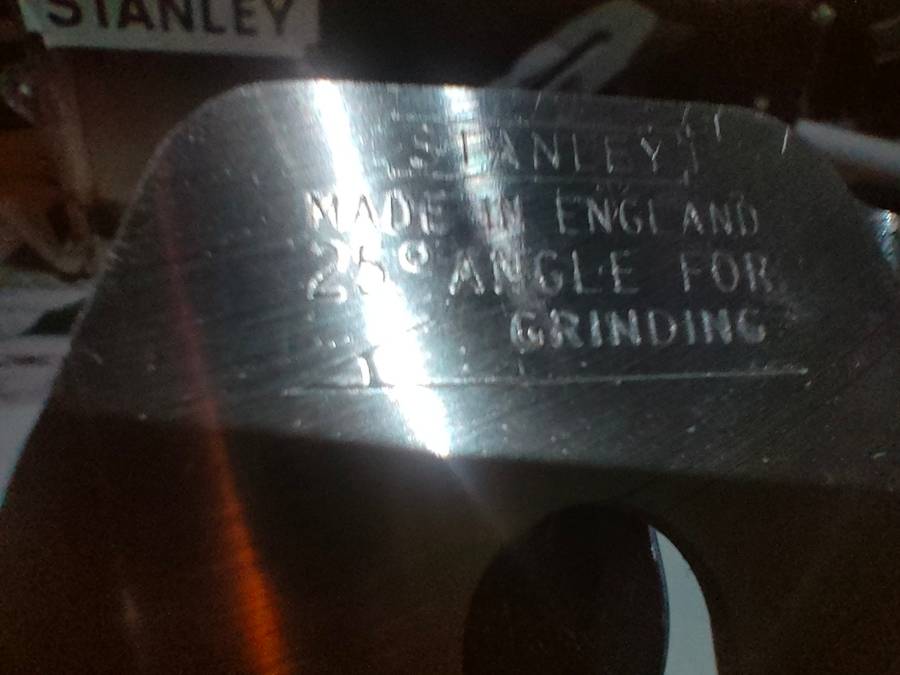 STANLEY
STANLEY
MADE IN ENGLAND
25° ANGLE FOR
GRINDING